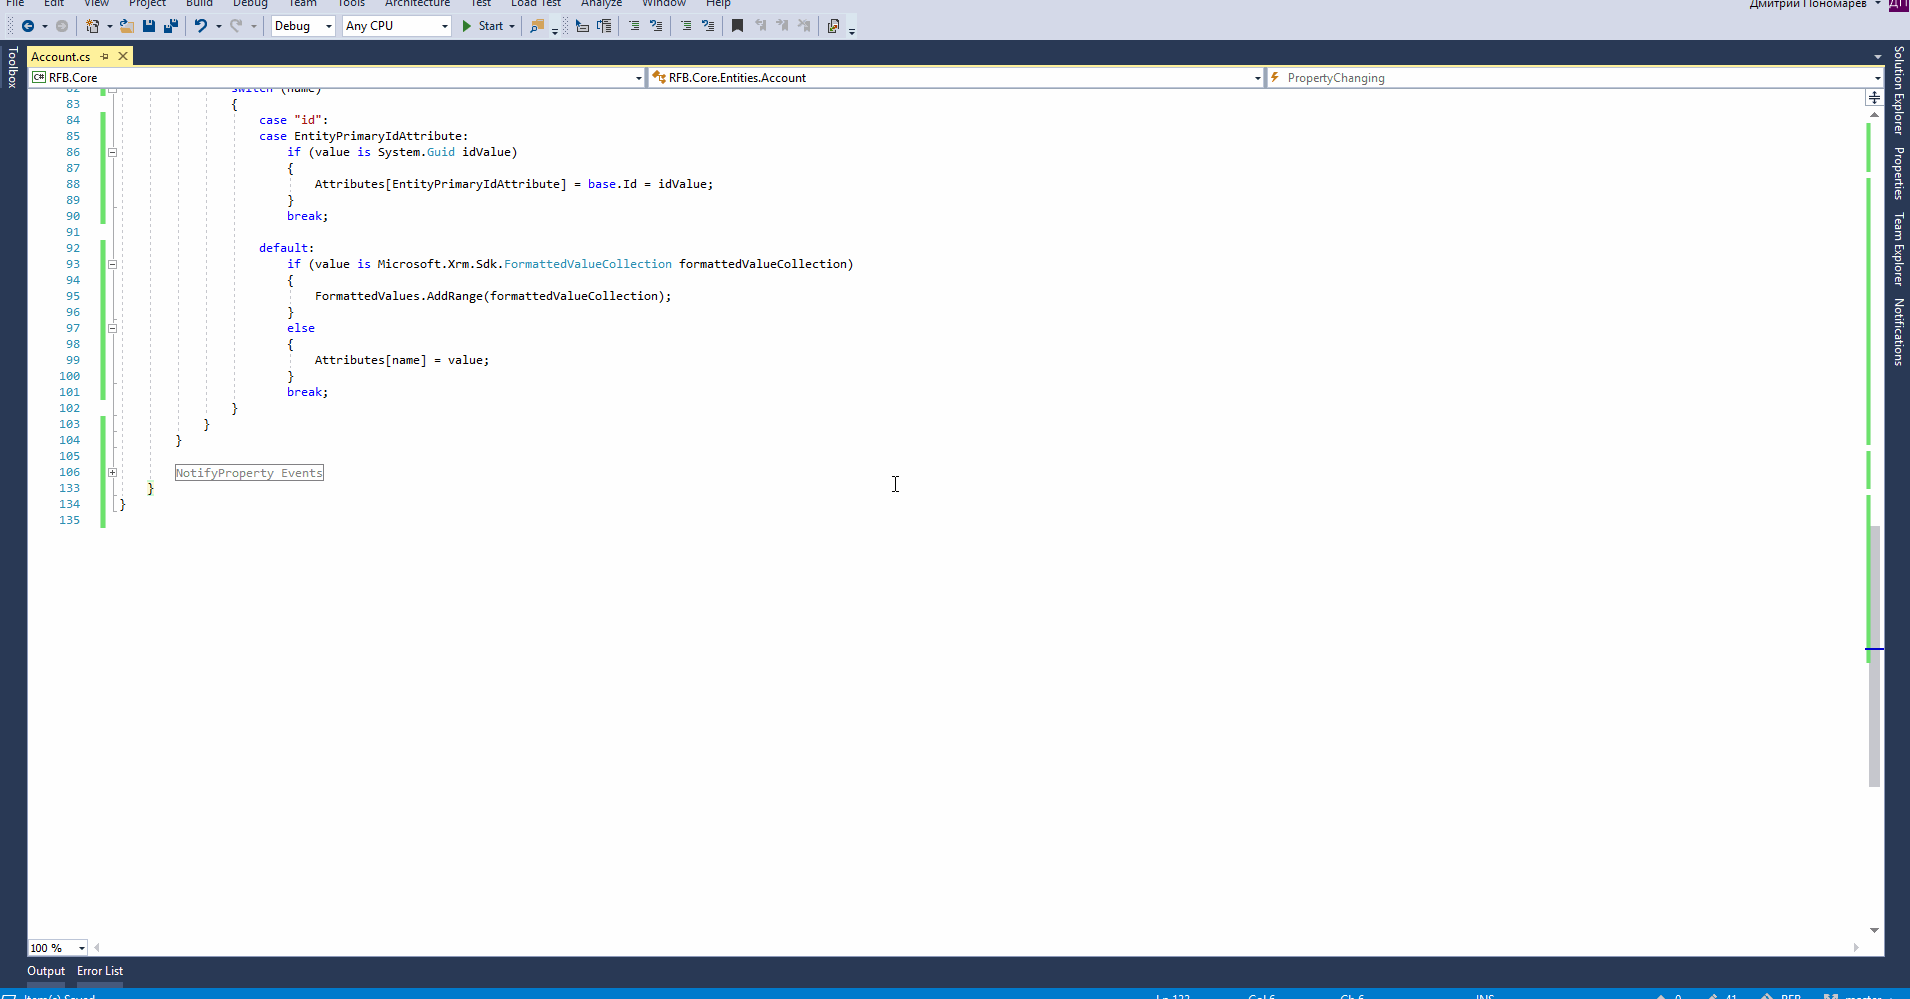 File Edit View Project Build Debug Team Tools Architecture Test Load Test Analyze Window Help Дмитрий Пономарев ДП
Debug Any CPU Start
Toolbox
Account.cs
RFB.Core RFB.Core.Entities.Account PropertyChanging
82 switch (name)
83 {
84 case "id":
85 case EntityPrimaryIdAttribute:
86 if (value is System.Guid idValue)
87 {
88 Attributes[EntityPrimaryIdAttribute] = base.Id = idValue;
89 }
90 break;
91
92 default:
93 if (value is Microsoft.Xrm.Sdk.FormattedValueCollection formattedValueCollection)
94 {
95 FormattedValues.AddRange(formattedValueCollection);
96 }
97 else
98 {
99 Attributes[name] = value;
100 }
101 break;
102 }
103 }
104 }
105
106 NotifyProperty Events
133 }
134 }
135
Solution Explorer
Properties
Team Explorer
Notifications
100 %
Output Error List
Item(s) Saved Ln 133 Col 6 Ch 6 INS 0 41 RFB master